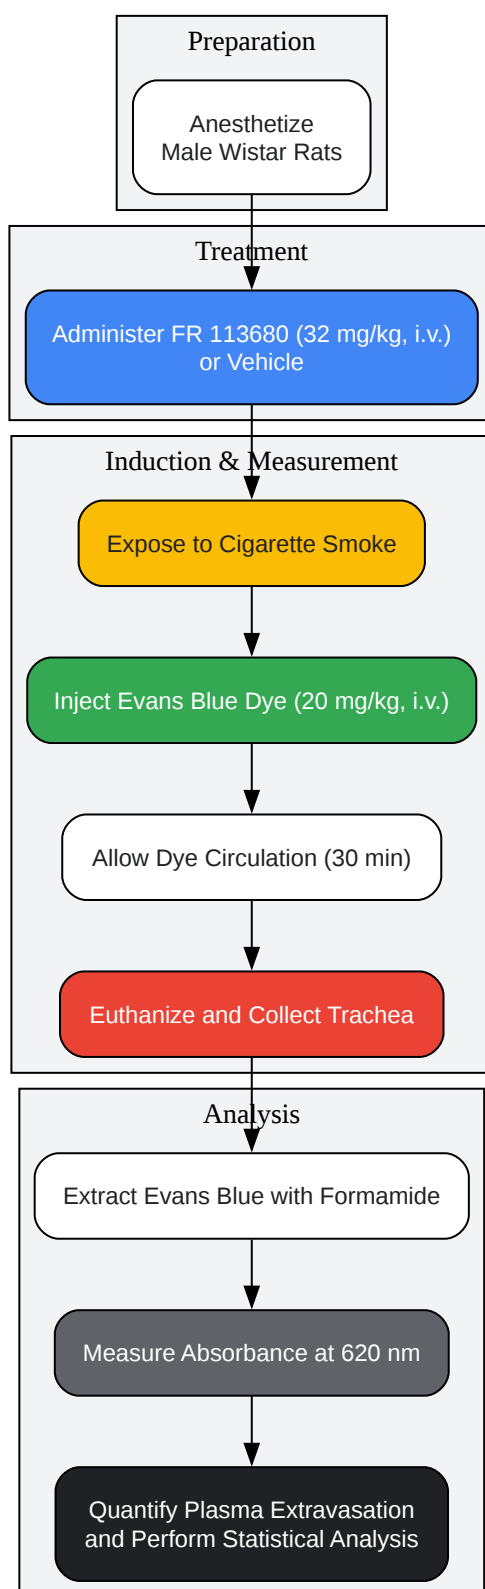 Preparation
Anesthetize
Male Wistar Rats
Treatment
Administer FR 113680 (32 mg/kg, i.v.)
or Vehicle
Induction & Measurement
Expose to Cigarette Smoke
Inject Evans Blue Dye (20 mg/kg, i.v.)
Allow Dye Circulation (30 min)
Euthanize and Collect Trachea
Analysis
Extract Evans Blue with Formamide
Measure Absorbance at 620 nm
Quantify Plasma Extravasation
and Perform Statistical Analysis